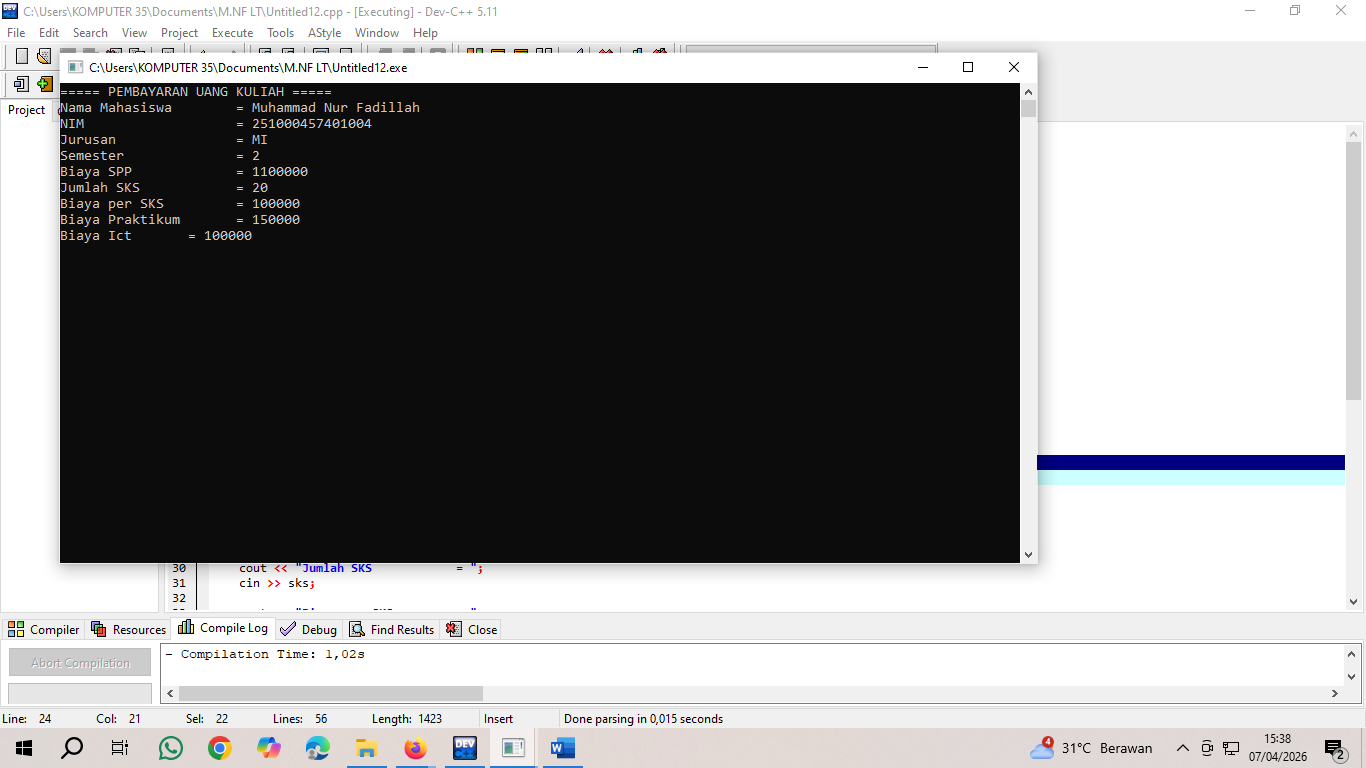 C:\Users\KOMPUTER 35\Documents\M.NF LT\Untitled12.cpp - [Executing] - Dev-C++ 5.11
File Edit Search View Project Execute Tools AStyle Window Help
C:\Users\KOMPUTER 35\Documents\M.NF LT\Untitled12.exe
Project
===== PEMBAYARAN UANG KULIAH =====
Nama Mahasiswa = Muhammad Nur Fadillah
NIM = 251000457401004
Jurusan = MI
Semester = 2
Biaya SPP = 1100000
Jumlah SKS = 20
Biaya per SKS = 100000
Biaya Praktikum = 150000
Biaya Ict = 100000
30 cout << "Jumlah SKS = ";
31 cin >> sks;
32
Compiler Resources Compile Log Debug Find Results Close
Abort Compilation
- Compilation Time: 1,02s
Line: 24 Col: 21 Sel: 22 Lines: 56 Length: 1423 Insert Done parsing in 0,015 seconds
DEV
W
4
31°C Berawan
15:38
07/04/2026
2